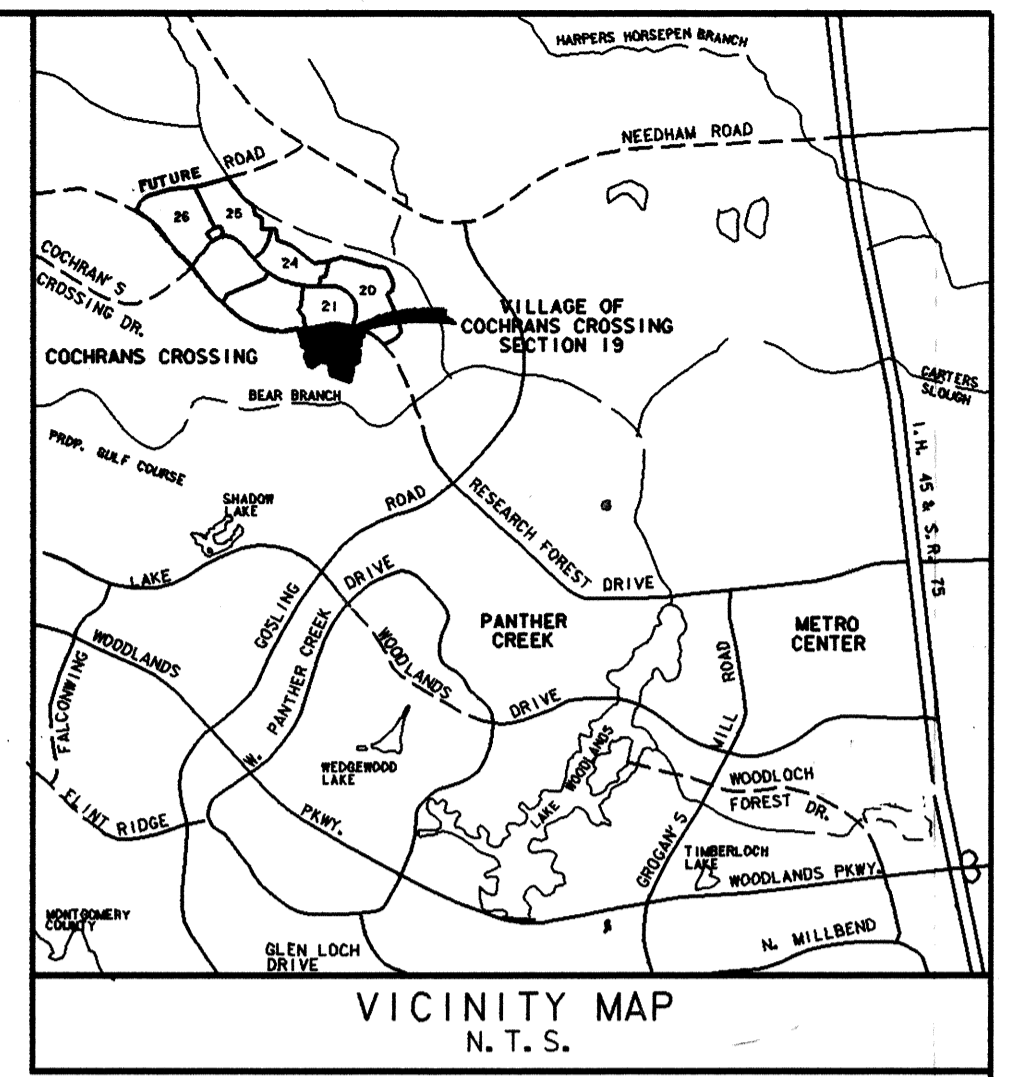 HARPERS HORSEPEN BRANCH
NEEDHAM ROAD
FUTURE ROAD
26
25
24
20
21
COCHRAN'S
CROSSING DR.
VILLAGE OF
COCHRANS CROSSING
SECTION 19
COCHRANS CROSSING
CARTERS
SLOUGH
BEAR BRANCH
I.H. 45 & S.R. 75
PROP. GULF COURSE
SHADOW
LAKE
GOSLING ROAD
RESEARCH FOREST DRIVE
LAKE WOODLANDS DRIVE
W. PANTHER CREEK DRIVE
PANTHER
CREEK
METRO
CENTER
WOODLANDS PKWY.
FALCONWING
GROGAN'S MILL ROAD
WEDGEWOOD
LAKE
LAKE WOODLANDS
WOODLOCH
FOREST DR.
FLINT RIDGE
TIMBERLOCH
LAKE
WOODLANDS PKWY.
MONTGOMERY
COUNTY
GLEN LOCH
DRIVE
N. MILLBEND
VICINITY MAP
N. T. S.